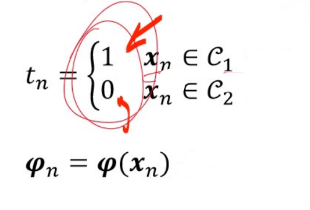 t_n = { 1 x_n ∈ C_1
0 x_n ∈ C_2
φ_n = φ(x_n)